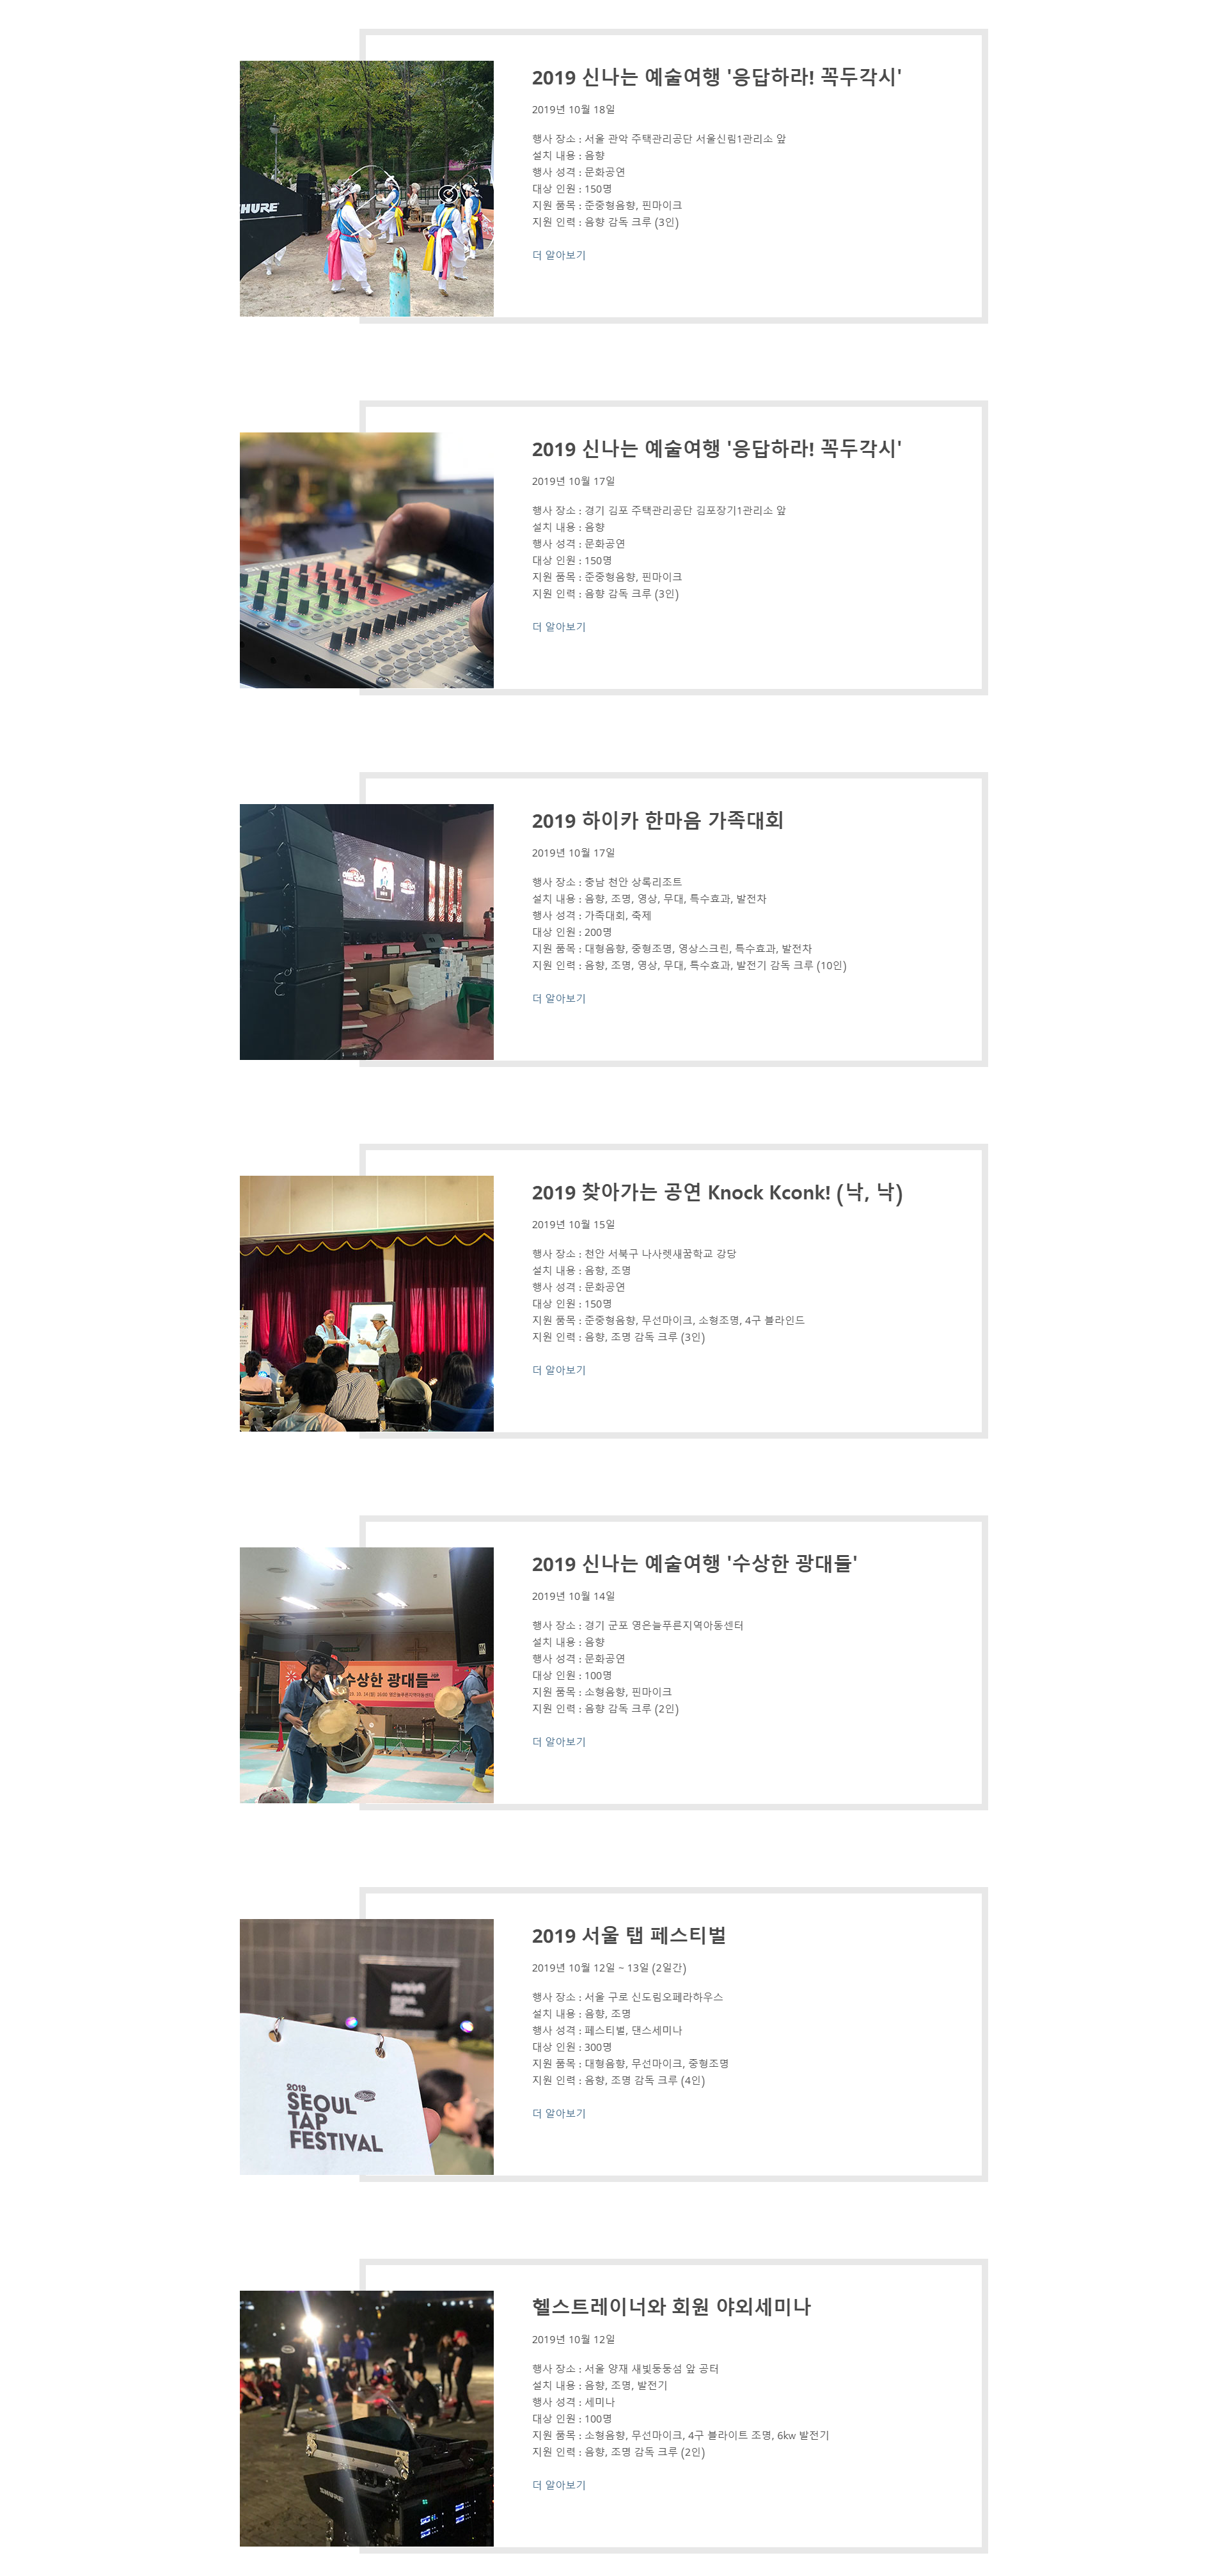 2019 신나는 예술여행 '응답하라! 꼭두각시'
2019년 10월 18일
행사 장소 : 서울 관악 주택관리공단 서울신림1관리소 앞
설치 내용 : 음향
행사 성격 : 문화공연
대상 인원 : 150명
지원 품목 : 준중형음향, 핀마이크
지원 인력 : 음향 감독 크루 (3인)
더 알아보기
HURE
2019 신나는 예술여행 '응답하라! 꼭두각시'
2019년 10월 17일
행사 장소 : 경기 김포 주택관리공단 김포장기1관리소 앞
설치 내용 : 음향
행사 성격 : 문화공연
대상 인원 : 150명
지원 품목 : 준중형음향, 핀마이크
지원 인력 : 음향 감독 크루 (3인)
더 알아보기
2019 하이카 한마음 가족대회
2019년 10월 17일
행사 장소 : 충남 천안 상록리조트
설치 내용 : 음향, 조명, 영상, 무대, 특수효과, 발전차
행사 성격 : 가족대회, 축제
대상 인원 : 200명
지원 품목 : 대형음향, 중형조명, 영상스크린, 특수효과, 발전차
지원 인력 : 음향, 조명, 영상, 무대, 특수효과, 발전기 감독 크루 (10인)
더 알아보기
2019 찾아가는 공연 Knock Kconk! (낙, 낙)
2019년 10월 15일
행사 장소 : 천안 서북구 나사렛새꿈학교 강당
설치 내용 : 음향, 조명
행사 성격 : 문화공연
대상 인원 : 150명
지원 품목 : 준중형음향, 무선마이크, 소형조명, 4구 블라인드
지원 인력 : 음향, 조명 감독 크루 (3인)
더 알아보기
2019 신나는 예술여행 '수상한 광대들'
2019년 10월 14일
행사 장소 : 경기 군포 영은늘푸른지역아동센터
설치 내용 : 음향
행사 성격 : 문화공연
대상 인원 : 100명
지원 품목 : 소형음향, 핀마이크
지원 인력 : 음향 감독 크루 (2인)
더 알아보기
수상한 광대들
2019 서울 탭 페스티벌
2019년 10월 12일 ~ 13일 (2일간)
행사 장소 : 서울 구로 신도림오페라하우스
설치 내용 : 음향, 조명
행사 성격 : 페스티벌, 댄스세미나
대상 인원 : 300명
지원 품목 : 대형음향, 무선마이크, 중형조명
지원 인력 : 음향, 조명 감독 크루 (4인)
더 알아보기
2019
SEOUL
TAP
FESTIVAL
헬스트레이너와 회원 야외세미나
2019년 10월 12일
행사 장소 : 서울 양재 새빛둥둥섬 앞 공터
설치 내용 : 음향, 조명, 발전기
행사 성격 : 세미나
대상 인원 : 100명
지원 품목 : 소형음향, 무선마이크, 4구 블라이트 조명, 6kw 발전기
지원 인력 : 음향, 조명 감독 크루 (2인)
더 알아보기
SHURE